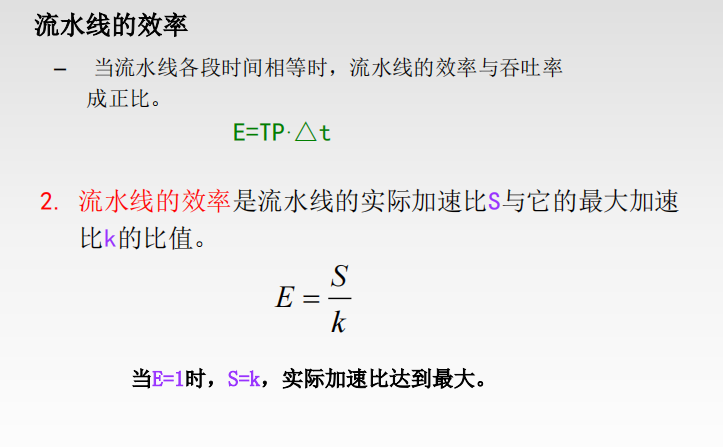 流水线的效率
– 当流水线各段时间相等时，流水线的效率与吞吐率
成正比。
E=TP·△t
2. 流水线的效率是流水线的实际加速比S与它的最大加速
比k的比值。
E = S/k
当E=1时，S=k，实际加速比达到最大。